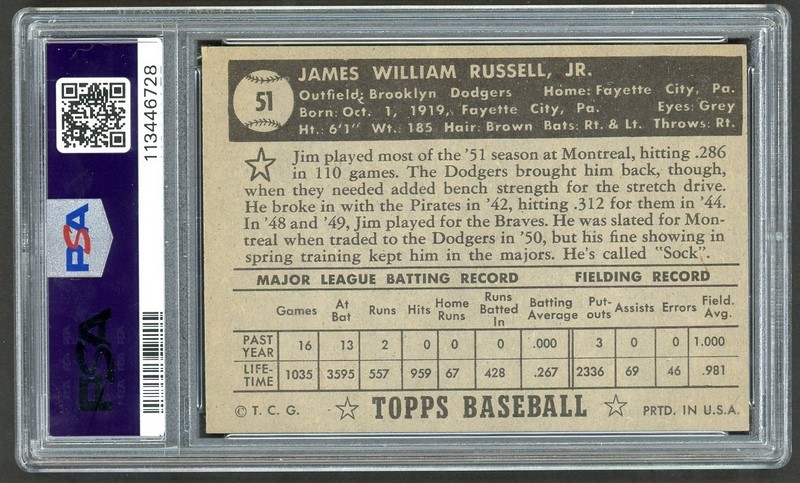 PSA
113446728
PSA
51
JAMES WILLIAM RUSSELL, JR.
Outfield: Brooklyn Dodgers Home: Fayette City, Pa.
Born: Oct. 1, 1919, Fayette City, Pa. Eyes: Grey
Ht.: 6'1" Wt.: 185 Hair: Brown Bats: Rt. & Lt. Throws: Rt.
Jim played most of the '51 season at Montreal, hitting .286
in 110 games. The Dodgers brought him back, though,
when they needed added bench strength for the stretch drive.
He broke in with the Pirates in '42, hitting .312 for them in '44.
In '48 and '49, Jim played for the Braves. He was slated for Mon-
treal when traded to the Dodgers in '50, but his fine showing in
spring training kept him in the majors. He's called "Sock".
MAJOR LEAGUE BATTING RECORD FIELDING RECORD
Games At Bat Runs Hits Home Runs Runs Batted In Batting Average Put-outs Assists Errors Field. Avg.
PAST YEAR 16 13 2 0 0 0 .000 3 0 0 1.000
LIFE-TIME 1035 3595 557 959 67 428 .267 2336 69 46 .981
© T. C. G. TOPPS BASEBALL PRTD. IN U.S.A.